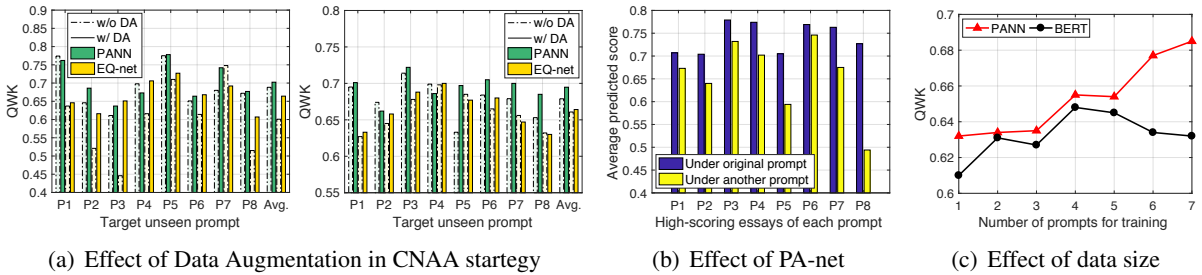 0.8
0.75
0.7
0.65
0.6
0.55
0.5
0.45
0.4
QWK
w/o DA
w/ DA
PANN
EQ-net
P1 P2 P3 P4 P5 P6 P7 P8 Avg.
Target unseen prompt
0.8
0.75
0.7
0.65
0.6
0.55
QWK
w/o DA
w/ DA
PANN
EQ-net
P1 P2 P3 P4 P5 P6 P7 P8 Avg.
Target unseen prompt
(a) Effect of Data Augmentation in CNAA startegy
0.8
0.75
0.7
0.65
0.6
0.55
0.5
0.45
0.4
Average predicted score
Under original prompt
Under another prompt
P1 P2 P3 P4 P5 P6 P7 P8
High-scoring essays of each prompt
(b) Effect of PA-net
0.7
0.68
0.66
0.64
0.62
0.6
QWK
PANN BERT
1 2 3 4 5 6 7
Number of prompts for training
(c) Effect of data size